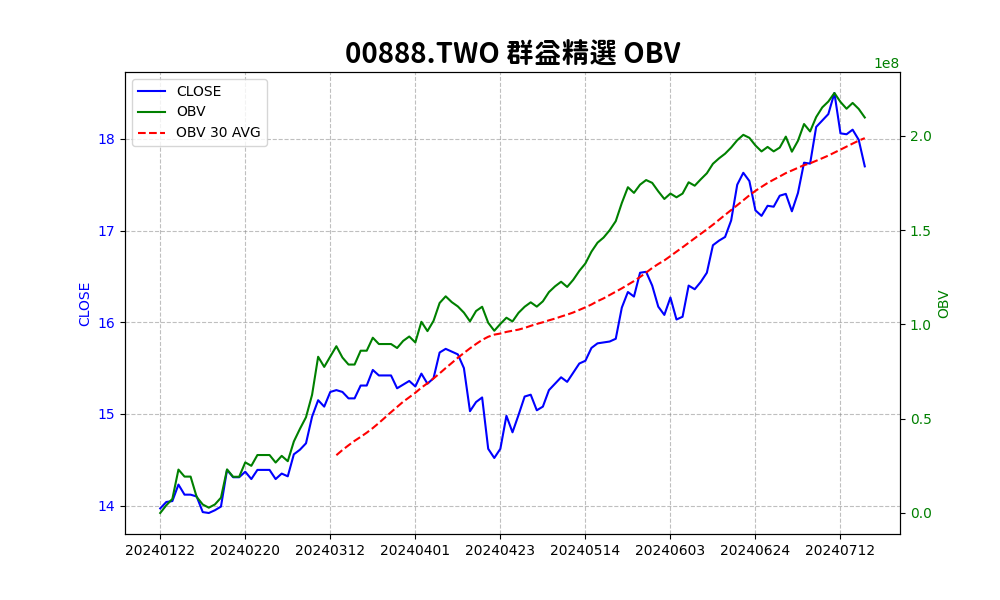 00888.TWO 群益精選 OBV
1e8
CLOSE
OBV
OBV 30 AVG
18
17
16
15
14
CLOSE
2.0
1.5
1.0
0.5
0.0
OBV
20240122 20240220 20240312 20240401 20240423 20240514 20240603 20240624 20240712